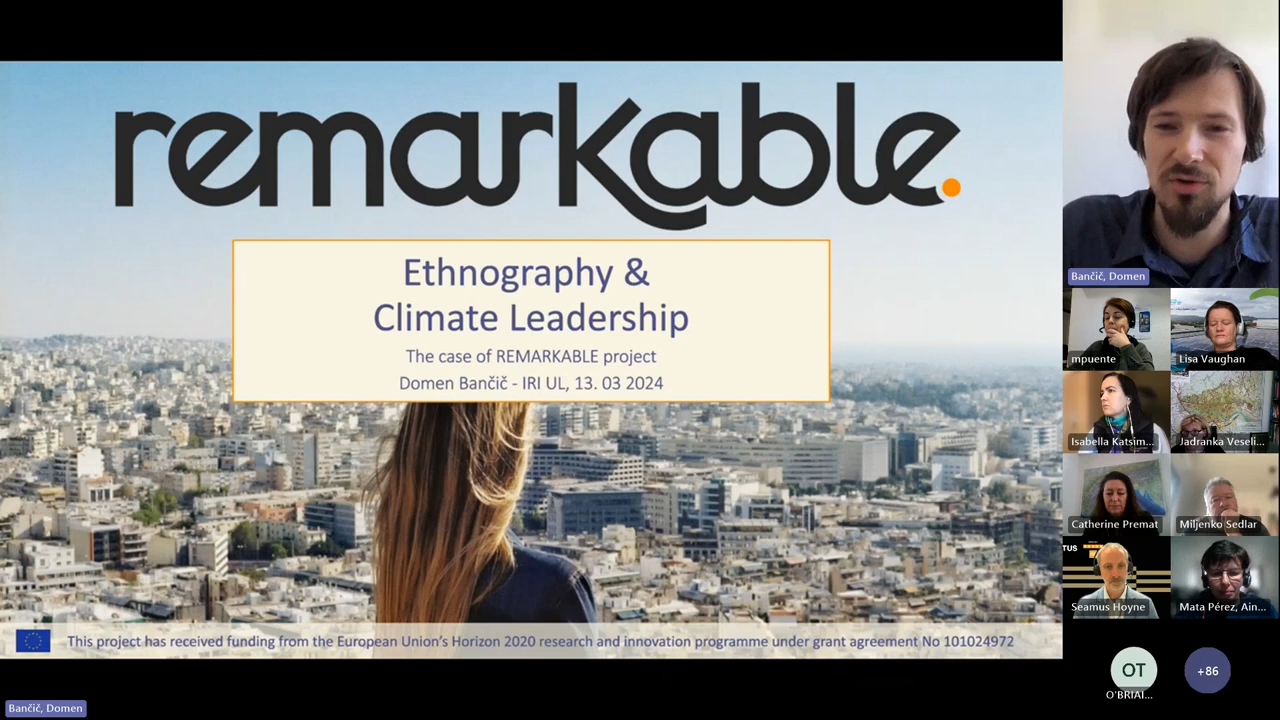 remarkable.
Ethnography &
Climate Leadership
The case of REMARKABLE project
Domen Bančič - IRI UL, 13. 03 2024
This project has received funding from the European Union's Horizon 2020 research and innovation programme under grant agreement No 101024972
Bančič, Domen
Bančič, Domen
mpuente
Lisa Vaughan
Isabella Katsim...
Jadranka Veseli...
Catherine Premat
Miljenko Sedlar
TUS
Seamus Hoyne
Mata Pérez, Ain...
OT
+86
O'BRIAI...